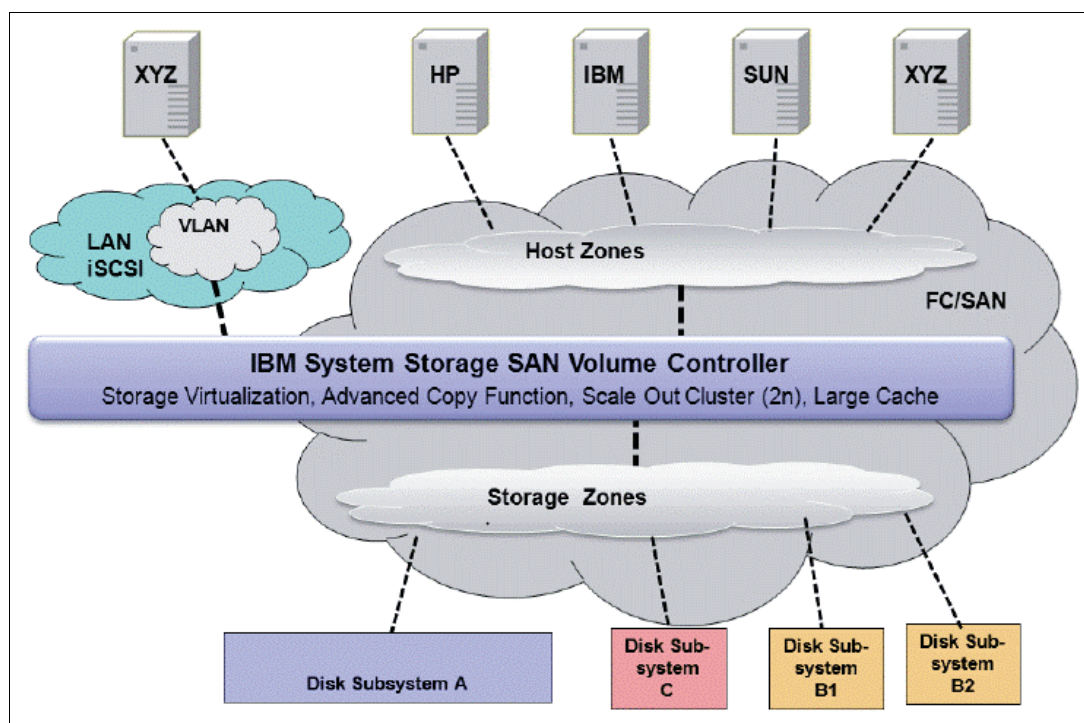 XYZ
HP
IBM
SUN
XYZ
VLAN
LAN
iSCSI
Host Zones
FC/SAN
IBM System Storage SAN Volume Controller
Storage Virtualization, Advanced Copy Function, Scale Out Cluster (2n), Large Cache
Storage Zones
Disk Subsystem A
Disk Sub-
system
C
Disk Sub-
system
B1
Disk Sub-
system
B2